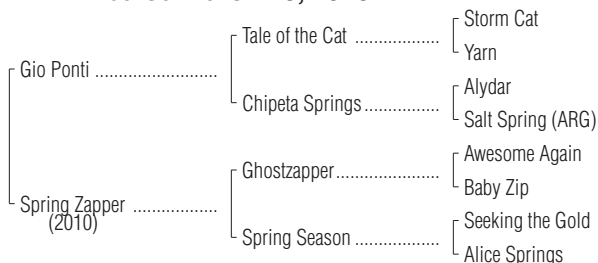 Gio Ponti ............................
Spring Zapper ...................
(2010)
Tale of the Cat ...................
Chipeta Springs .................
Ghostzapper.......................
Spring Season ...................
Storm Cat
Yarn
Alydar
Salt Spring (ARG)
Awesome Again
Baby Zip
Seeking the Gold
Alice Springs